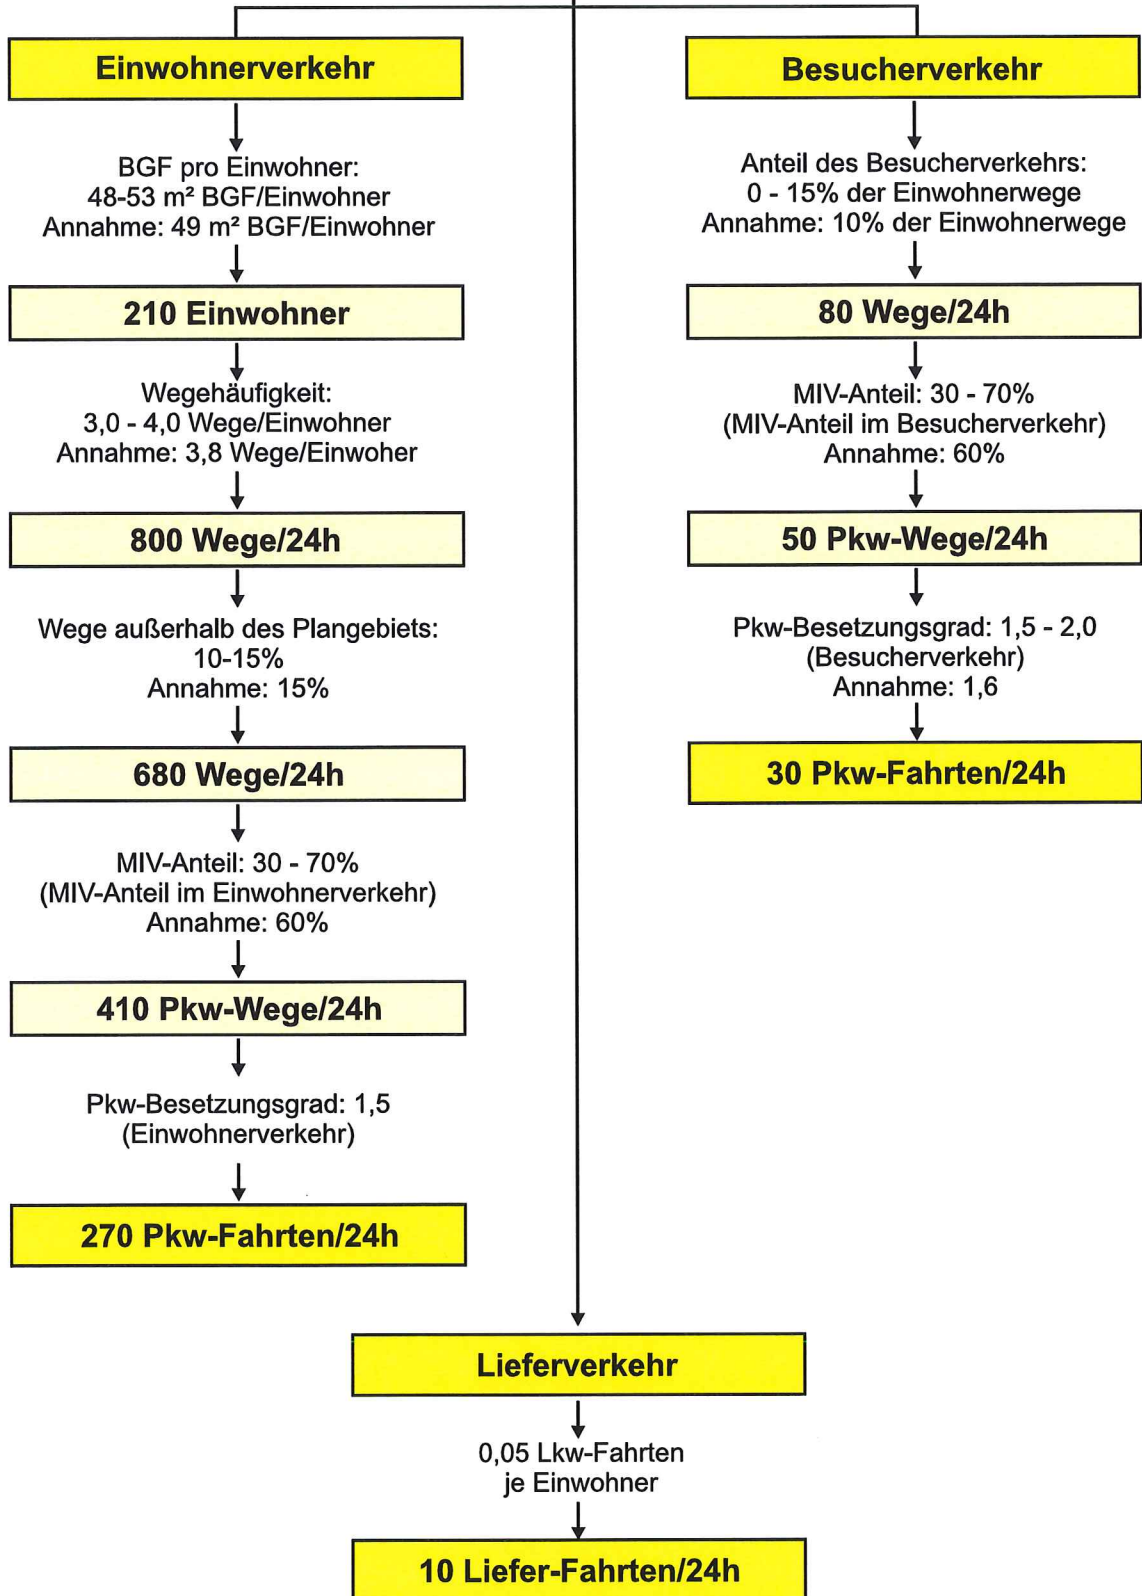 Einwohnerverkehr
BGF pro Einwohner:
48-53 m² BGF/Einwohner
Annahme: 49 m² BGF/Einwohner
210 Einwohner
Wegehäufigkeit:
3,0 - 4,0 Wege/Einwohner
Annahme: 3,8 Wege/Einwoher
800 Wege/24h
Wege außerhalb des Plangebiets:
10-15%
Annahme: 15%
680 Wege/24h
MIV-Anteil: 30 - 70%
(MIV-Anteil im Einwohnerverkehr)
Annahme: 60%
410 Pkw-Wege/24h
Pkw-Besetzungsgrad: 1,5
(Einwohnerverkehr)
270 Pkw-Fahrten/24h
Besucherverkehr
Anteil des Besucherverkehrs:
0 - 15% der Einwohnerwege
Annahme: 10% der Einwohnerwege
80 Wege/24h
MIV-Anteil: 30 - 70%
(MIV-Anteil im Besucherverkehr)
Annahme: 60%
50 Pkw-Wege/24h
Pkw-Besetzungsgrad: 1,5 - 2,0
(Besucherverkehr)
Annahme: 1,6
30 Pkw-Fahrten/24h
Lieferverkehr
0,05 Lkw-Fahrten
je Einwohner
10 Liefer-Fahrten/24h